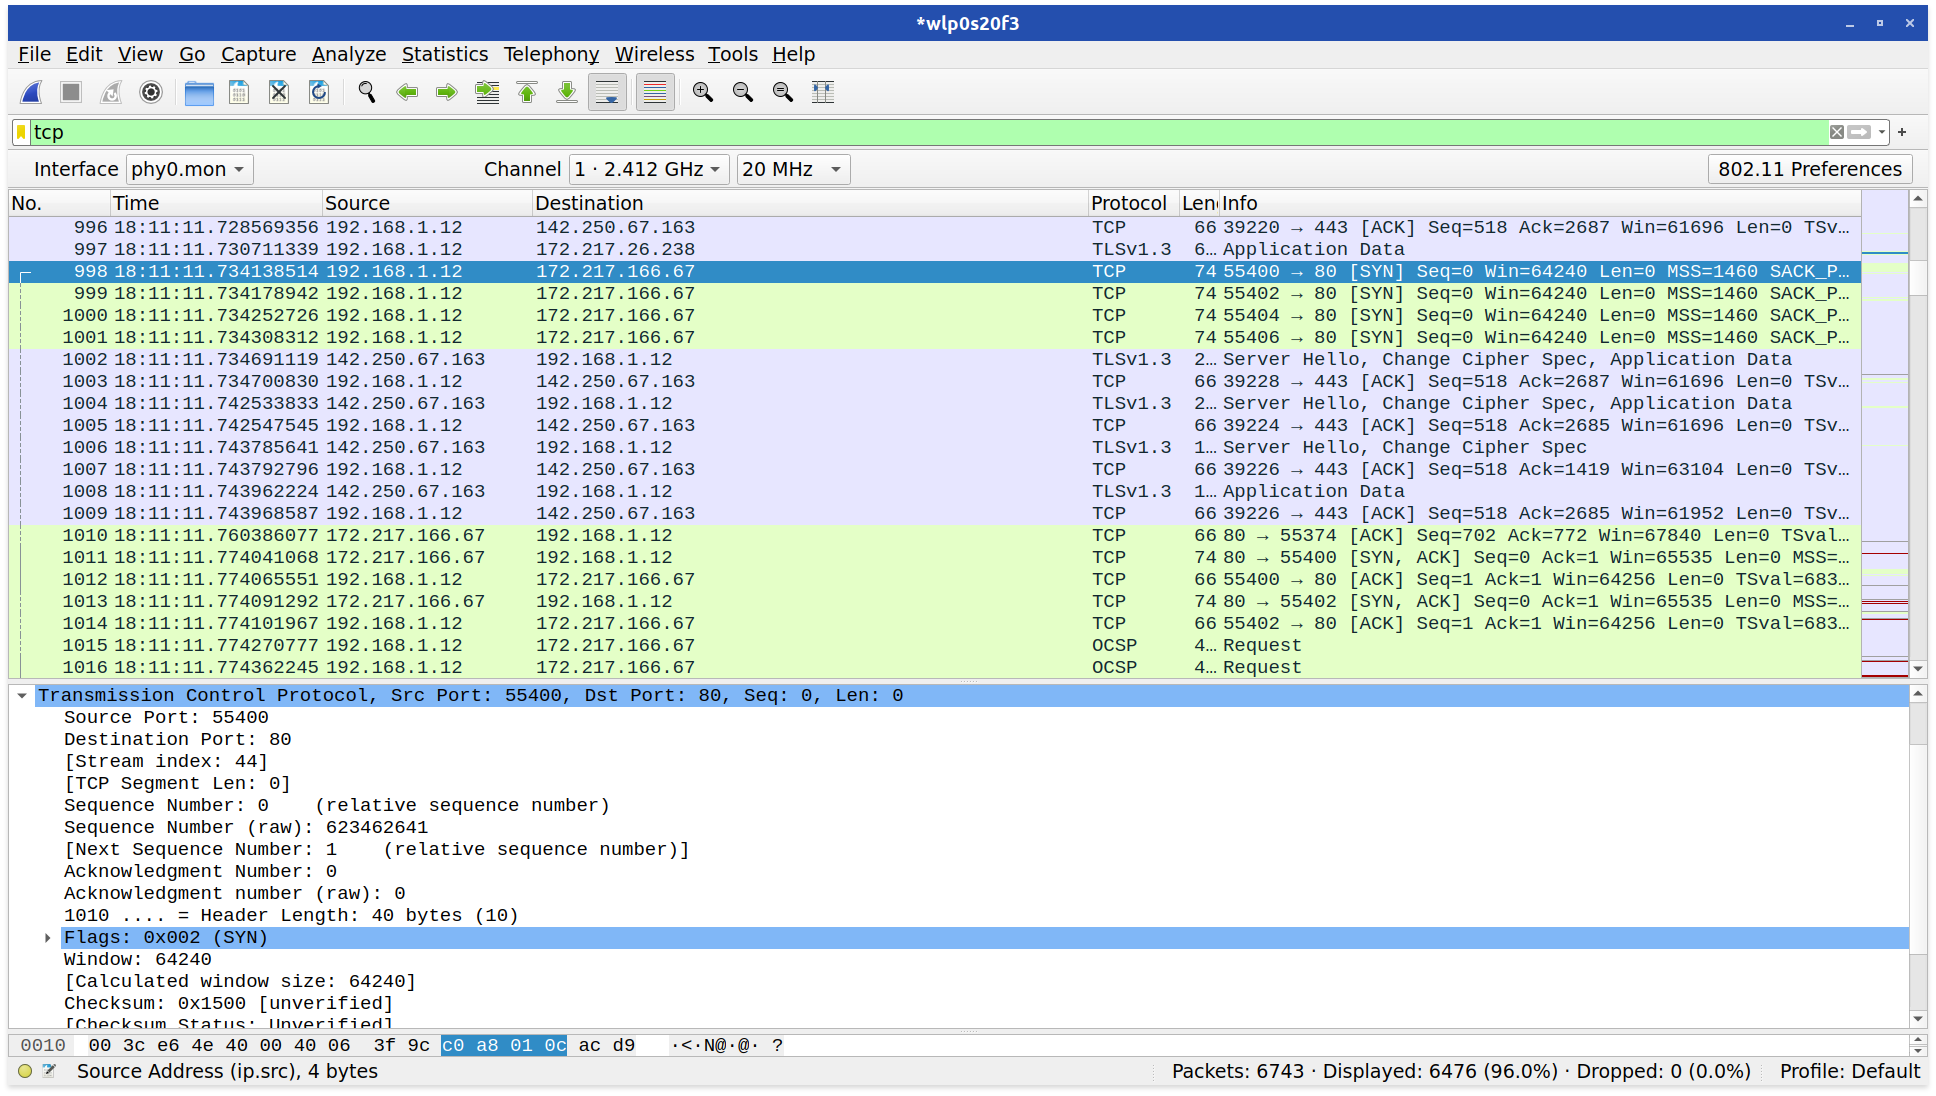 *wlp0s20f3
File Edit View Go Capture Analyze Statistics Telephony Wireless Tools Help
tcp
Interface phy0.mon Channel 1 · 2.412 GHz 20 MHz 802.11 Preferences
No. Time Source Destination Protocol Len Info
996 18:11:11.728569356 192.168.1.12 142.250.67.163 TCP 66 39220 → 443 [ACK] Seq=518 Ack=2687 Win=61696 Len=0 TSv…
997 18:11:11.730711339 192.168.1.12 172.217.26.238 TLSv1.3 6… Application Data
998 18:11:11.734138514 192.168.1.12 172.217.166.67 TCP 74 55400 → 80 [SYN] Seq=0 Win=64240 Len=0 MSS=1460 SACK_P…
999 18:11:11.734178942 192.168.1.12 172.217.166.67 TCP 74 55402 → 80 [SYN] Seq=0 Win=64240 Len=0 MSS=1460 SACK_P…
1000 18:11:11.734252726 192.168.1.12 172.217.166.67 TCP 74 55404 → 80 [SYN] Seq=0 Win=64240 Len=0 MSS=1460 SACK_P…
1001 18:11:11.734308312 192.168.1.12 172.217.166.67 TCP 74 55406 → 80 [SYN] Seq=0 Win=64240 Len=0 MSS=1460 SACK_P…
1002 18:11:11.734691119 142.250.67.163 192.168.1.12 TLSv1.3 2… Server Hello, Change Cipher Spec, Application Data
1003 18:11:11.734700830 192.168.1.12 142.250.67.163 TCP 66 39228 → 443 [ACK] Seq=518 Ack=2687 Win=61696 Len=0 TSv…
1004 18:11:11.742533833 142.250.67.163 192.168.1.12 TLSv1.3 2… Server Hello, Change Cipher Spec, Application Data
1005 18:11:11.742547545 192.168.1.12 142.250.67.163 TCP 66 39224 → 443 [ACK] Seq=518 Ack=2685 Win=61696 Len=0 TSv…
1006 18:11:11.743785641 142.250.67.163 192.168.1.12 TLSv1.3 1… Server Hello, Change Cipher Spec
1007 18:11:11.743792796 192.168.1.12 142.250.67.163 TCP 66 39226 → 443 [ACK] Seq=518 Ack=1419 Win=63104 Len=0 TSv…
1008 18:11:11.743962224 142.250.67.163 192.168.1.12 TLSv1.3 1… Application Data
1009 18:11:11.743968587 192.168.1.12 142.250.67.163 TCP 66 39226 → 443 [ACK] Seq=518 Ack=2685 Win=61952 Len=0 TSv…
1010 18:11:11.760386077 172.217.166.67 192.168.1.12 TCP 66 80 → 55374 [ACK] Seq=702 Ack=772 Win=67840 Len=0 TSval…
1011 18:11:11.774041068 172.217.166.67 192.168.1.12 TCP 74 80 → 55400 [SYN, ACK] Seq=0 Ack=1 Win=65535 Len=0 MSS=…
1012 18:11:11.774065551 192.168.1.12 172.217.166.67 TCP 66 55400 → 80 [ACK] Seq=1 Ack=1 Win=64256 Len=0 TSval=683…
1013 18:11:11.774091292 172.217.166.67 192.168.1.12 TCP 74 80 → 55402 [SYN, ACK] Seq=0 Ack=1 Win=65535 Len=0 MSS=…
1014 18:11:11.774101967 192.168.1.12 172.217.166.67 TCP 66 55402 → 80 [ACK] Seq=1 Ack=1 Win=64256 Len=0 TSval=683…
1015 18:11:11.774270777 192.168.1.12 172.217.166.67 OCSP 4… Request
1016 18:11:11.774362245 192.168.1.12 172.217.166.67 OCSP 4… Request
Transmission Control Protocol, Src Port: 55400, Dst Port: 80, Seq: 0, Len: 0
Source Port: 55400
Destination Port: 80
[Stream index: 44]
[TCP Segment Len: 0]
Sequence Number: 0 (relative sequence number)
Sequence Number (raw): 623462641
[Next Sequence Number: 1 (relative sequence number)]
Acknowledgment Number: 0
Acknowledgment number (raw): 0
1010 .... = Header Length: 40 bytes (10)
Flags: 0x002 (SYN)
Window: 64240
[Calculated window size: 64240]
Checksum: 0x1500 [unverified]
[Checksum Status: Unverified]
0010 00 3c e6 4e 40 00 40 06 3f 9c c0 a8 01 0c ac d9 ·<·N@·@· ?
Source Address (ip.src), 4 bytes Packets: 6743 · Displayed: 6476 (96.0%) · Dropped: 0 (0.0%) Profile: Default